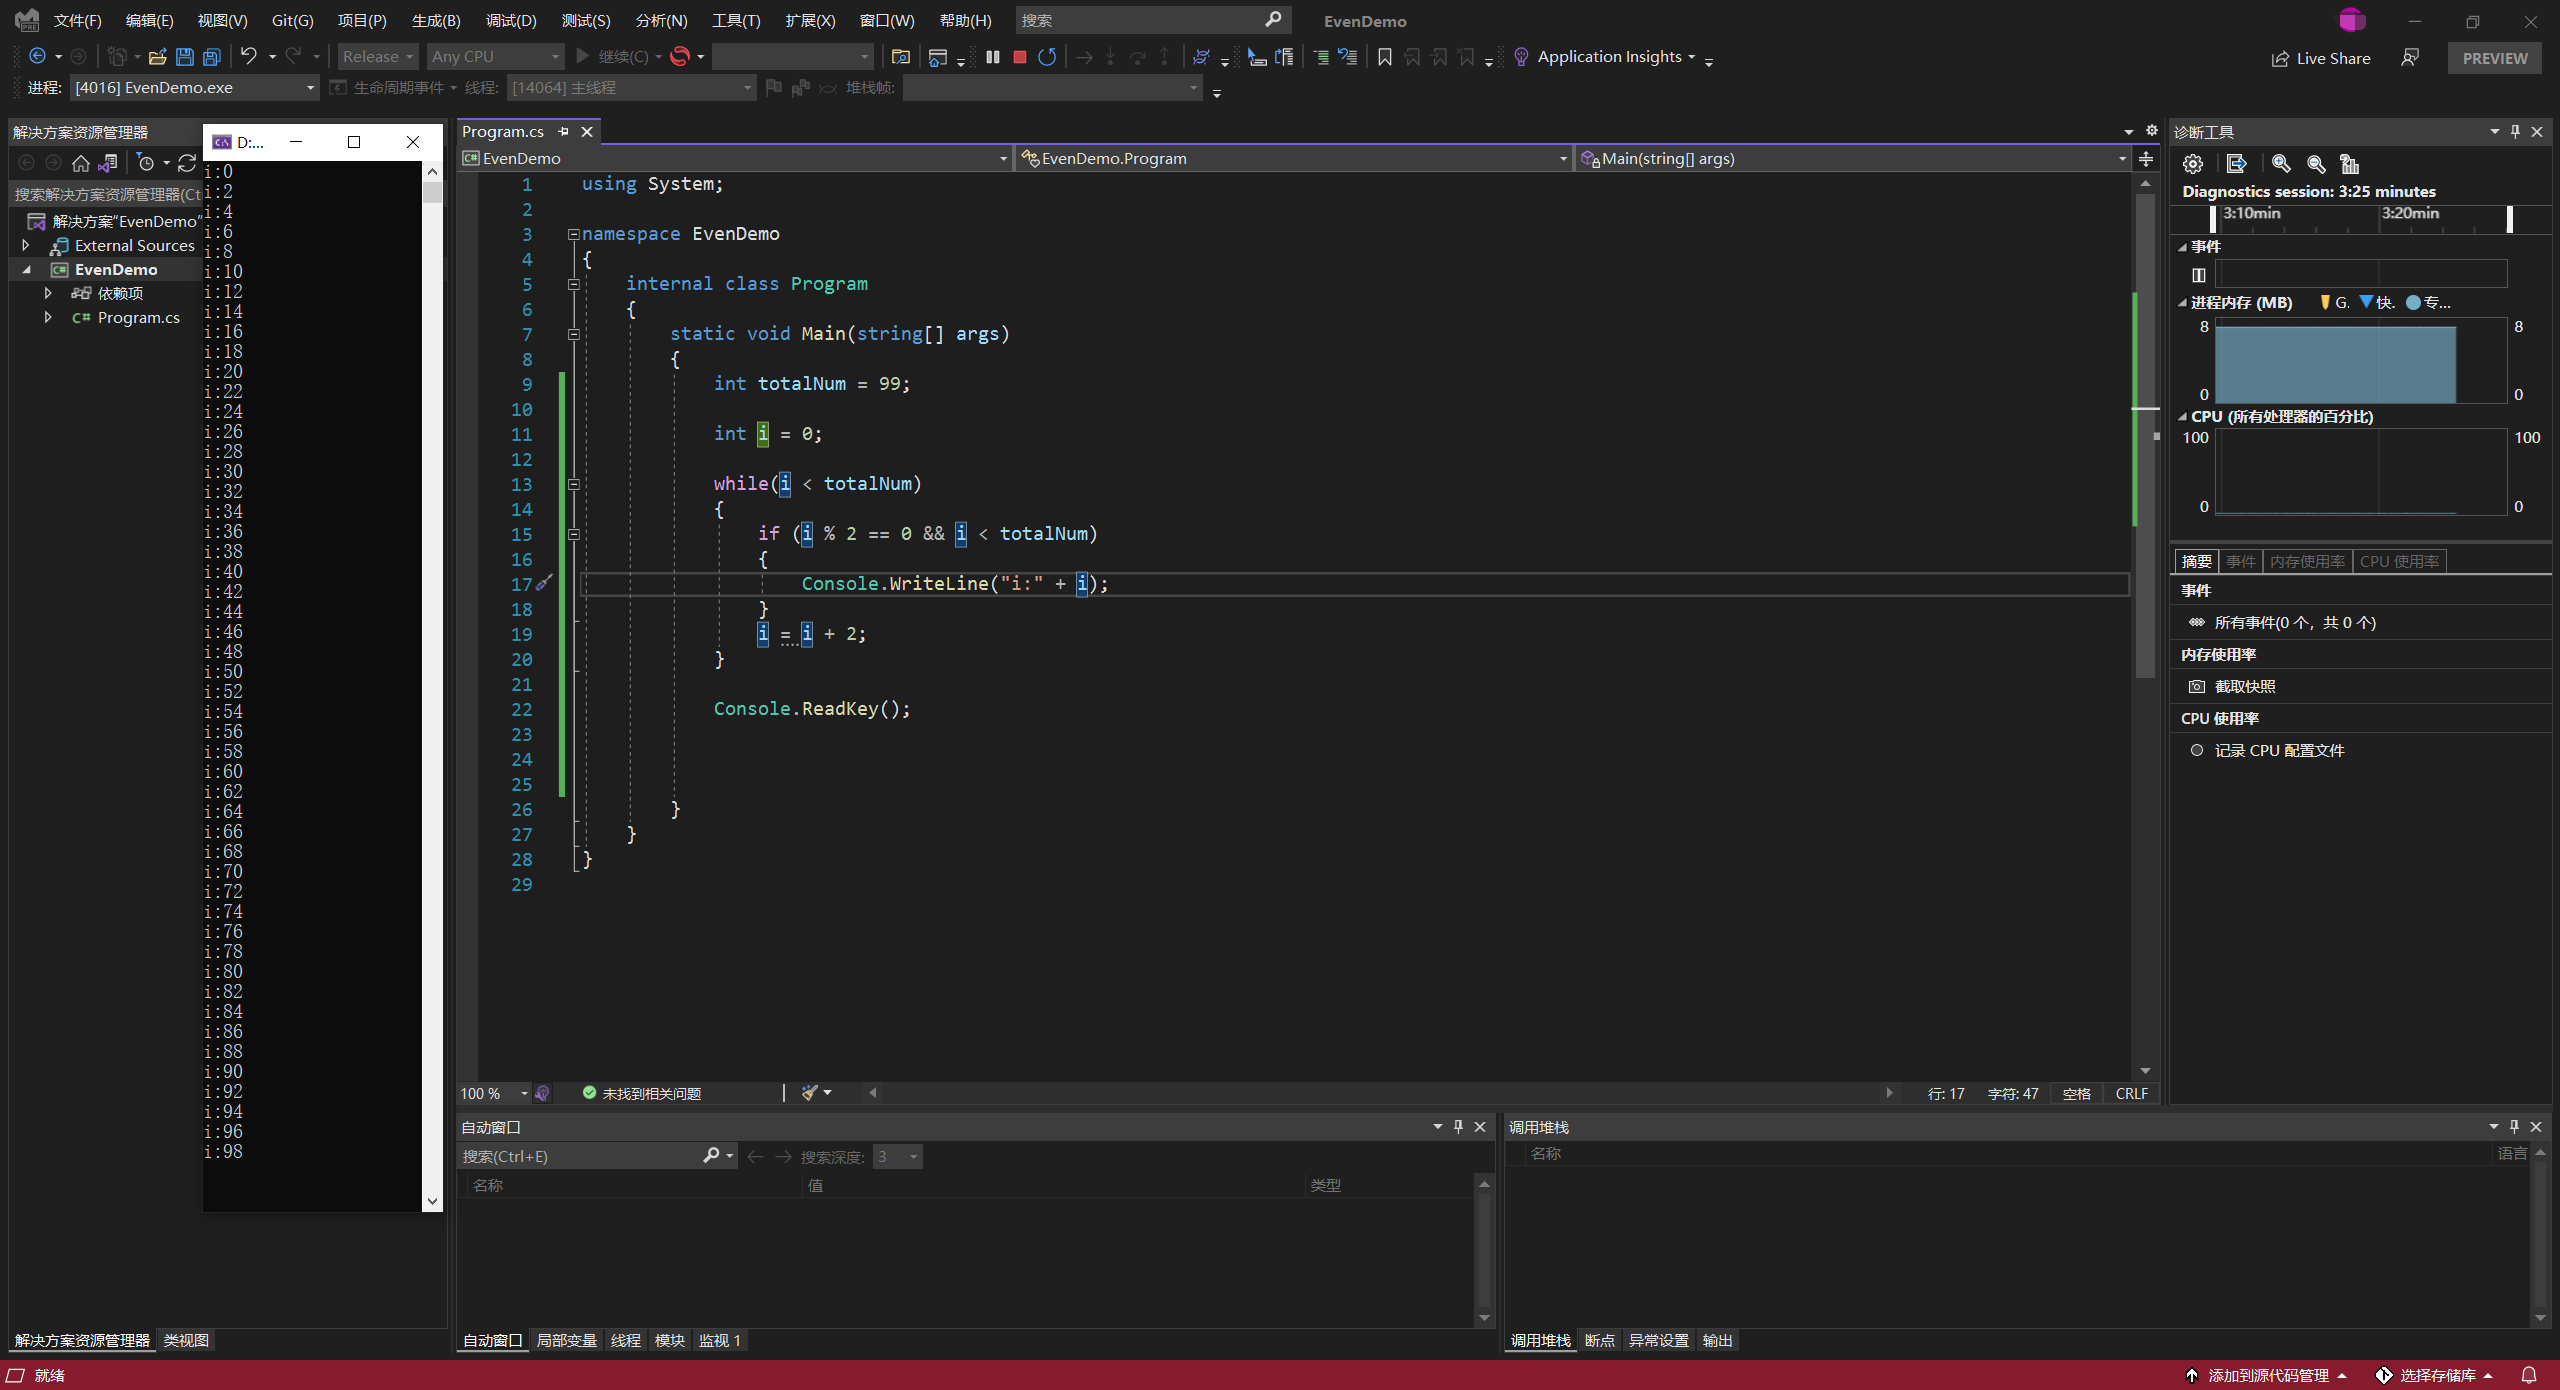 文件(F) 编辑(E) 视图(V) Git(G) 项目(P) 生成(B) 调试(D) 测试(S) 分析(N) 工具(T) 扩展(X) 窗口(W) 帮助(H) 搜索 EvenDemo
Release Any CPU 继续(C) Application Insights Live Share PREVIEW
进程: [4016] EvenDemo.exe 生命周期事件 线程: [14064] 主线程 堆栈帧:
解决方案资源管理器
搜索解决方案资源管理器(Ct
解决方案"EvenDemo"
External Sources
EvenDemo
依赖项
C# Program.cs
D:...
i:0
i:2
i:4
i:6
i:8
i:10
i:12
i:14
i:16
i:18
i:20
i:22
i:24
i:26
i:28
i:30
i:32
i:34
i:36
i:38
i:40
i:42
i:44
i:46
i:48
i:50
i:52
i:54
i:56
i:58
i:60
i:62
i:64
i:66
i:68
i:70
i:72
i:74
i:76
i:78
i:80
i:82
i:84
i:86
i:88
i:90
i:92
i:94
i:96
i:98
解决方案资源管理器 类视图
Program.cs
EvenDemo EvenDemo.Program Main(string[] args)
1 using System;
2
3 namespace EvenDemo
4 {
5 internal class Program
6 {
7 static void Main(string[] args)
8 {
9 int totalNum = 99;
10
11 int i = 0;
12
13 while(i < totalNum)
14 {
15 if (i % 2 == 0 && i < totalNum)
16 {
17 Console.WriteLine("i:" + i);
18 }
19 i = i + 2;
20 }
21
22 Console.ReadKey();
23
24
25
26 }
27 }
28 }
29
100 % 未找到相关问题 行: 17 字符: 47 空格 CRLF
自动窗口
搜索(Ctrl+E) 搜索深度: 3
名称 值 类型
自动窗口 局部变量 线程 模块 监视 1
调用堆栈
名称 语言
调用堆栈 断点 异常设置 输出
诊断工具
Diagnostics session: 3:25 minutes
3:10min 3:20min
事件
进程内存 (MB) G. 快. 专...
8 8
0 0
CPU (所有处理器的百分比)
100 100
0 0
摘要 事件 内存使用率 CPU 使用率
事件
所有事件(0 个，共 0 个)
内存使用率
截取快照
CPU 使用率
记录 CPU 配置文件
就绪 添加到源代码管理 选择存储库